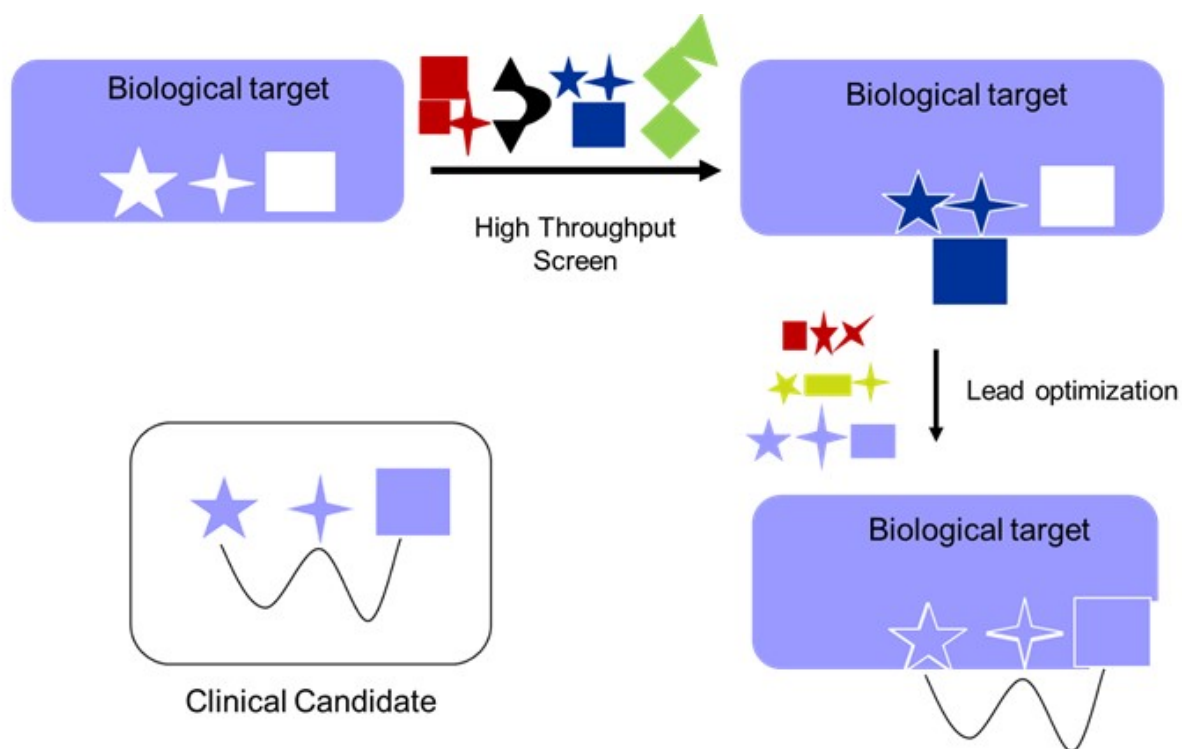 Biological target
High Throughput
Screen
Biological target
Lead optimization
Biological target
Clinical Candidate